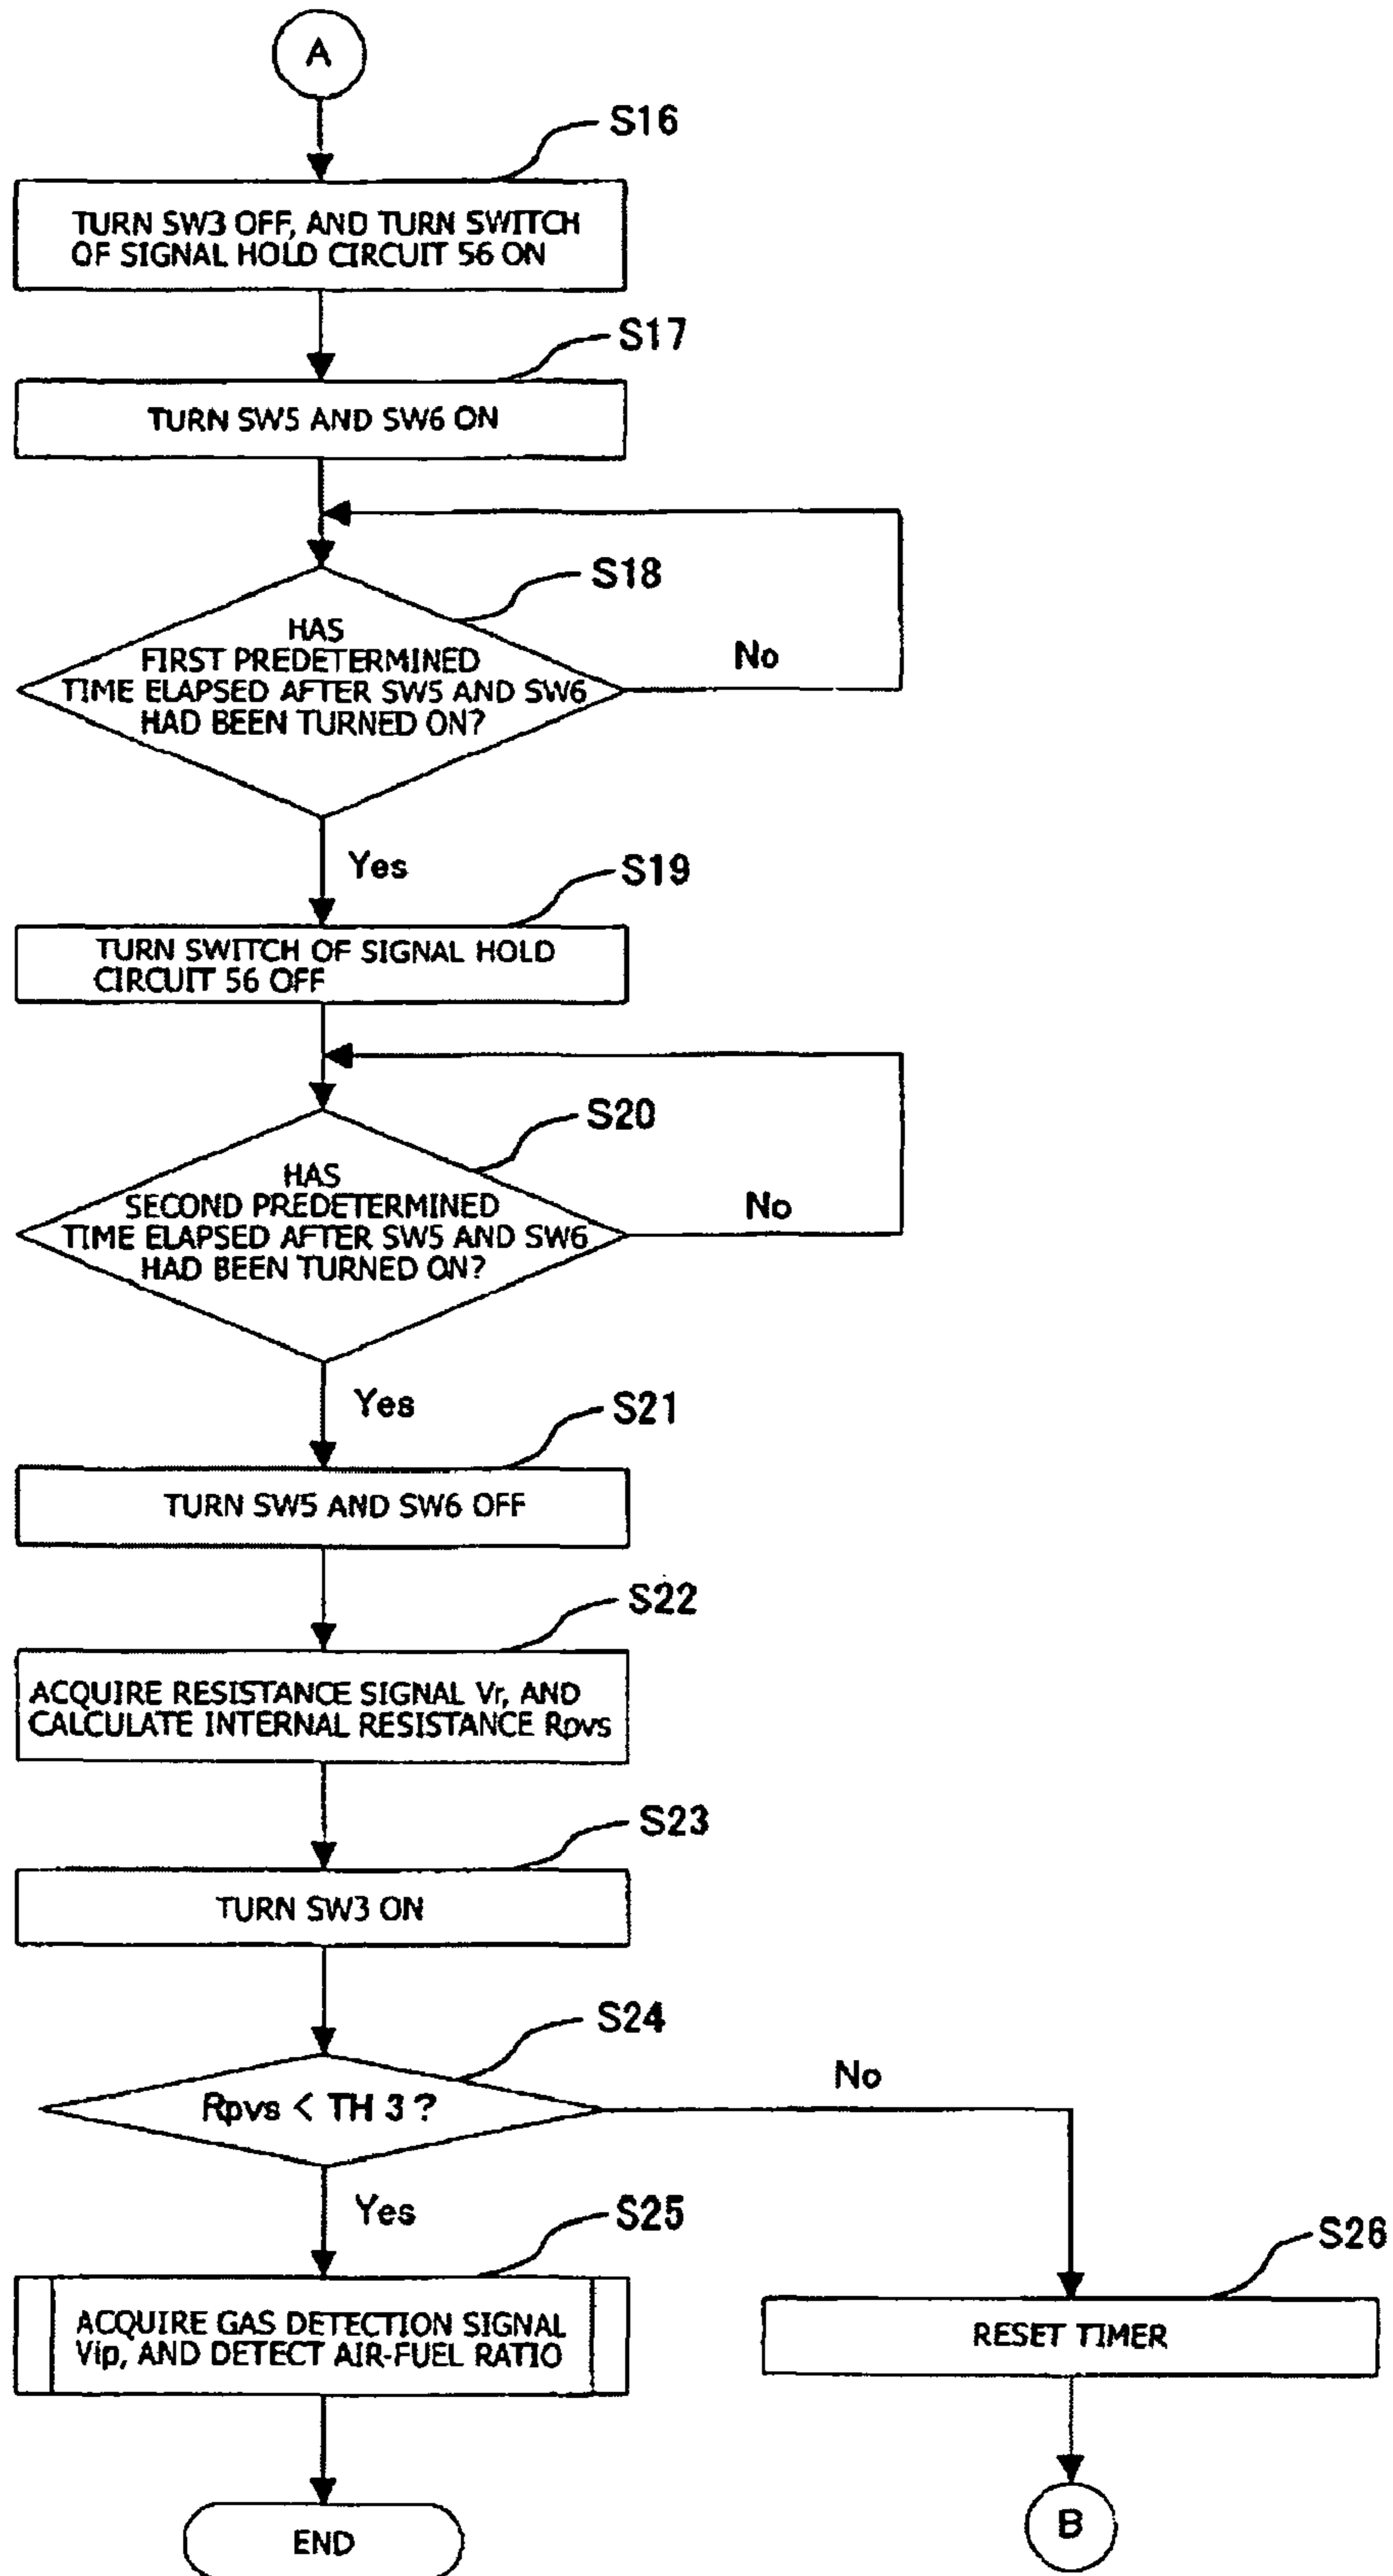 A
S16
TURN SW3 OFF, AND TURN SWITCH
OF SIGNAL HOLD CIRCUIT 56 ON
S17
TURN SW5 AND SW6 ON
S18
HAS
FIRST PREDETERMINED
TIME ELAPSED AFTER SW5 AND SW6
HAD BEEN TURNED ON?
No
Yes
S19
TURN SWITCH OF SIGNAL HOLD
CIRCUIT 56 OFF
S20
HAS
SECOND PREDETERMINED
TIME ELAPSED AFTER SW5 AND SW6
HAD BEEN TURNED ON?
No
Yes
S21
TURN SW5 AND SW6 OFF
S22
ACQUIRE RESISTANCE SIGNAL Vr, AND
CALCULATE INTERNAL RESISTANCE Rpvs
S23
TURN SW3 ON
S24
Rpvs < TH 3 ?
No
Yes
S25
ACQUIRE GAS DETECTION SIGNAL
Vip, AND DETECT AIR-FUEL RATIO
S26
RESET TIMER
END
B